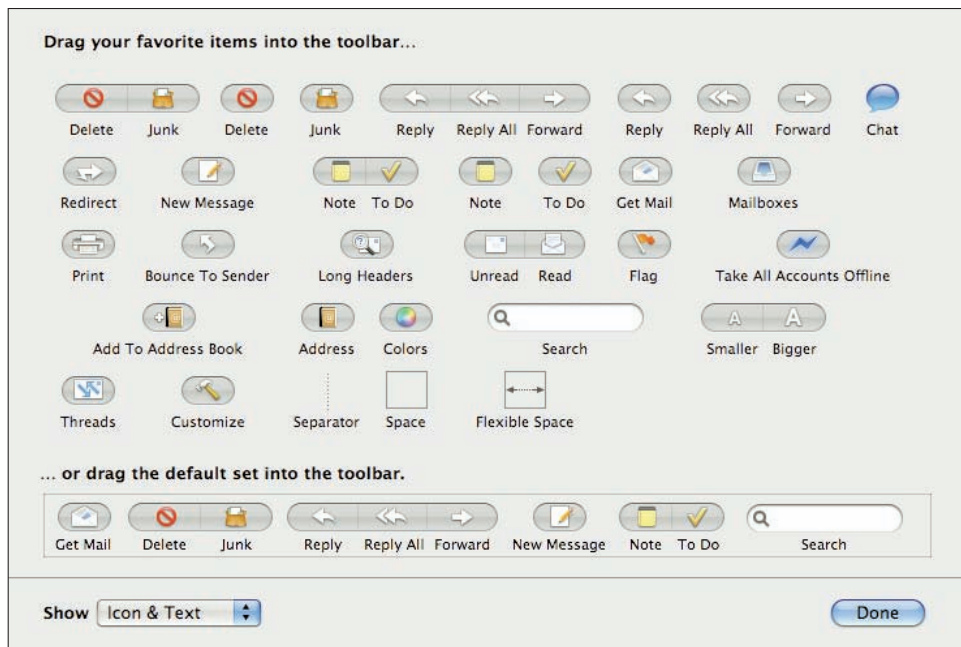 Drag your favorite items into the toolbar...
Delete Junk Delete Junk Reply Reply All Forward Reply Reply All Forward Chat
Redirect New Message Note To Do Note To Do Get Mail Mailboxes
Print Bounce To Sender Long Headers Unread Read Flag Take All Accounts Offline
Add To Address Book Address Colors Search Smaller Bigger
Threads Customize Separator Space Flexible Space
... or drag the default set into the toolbar.
Get Mail Delete Junk Reply Reply All Forward New Message Note To Do Search
Show Icon & Text Done